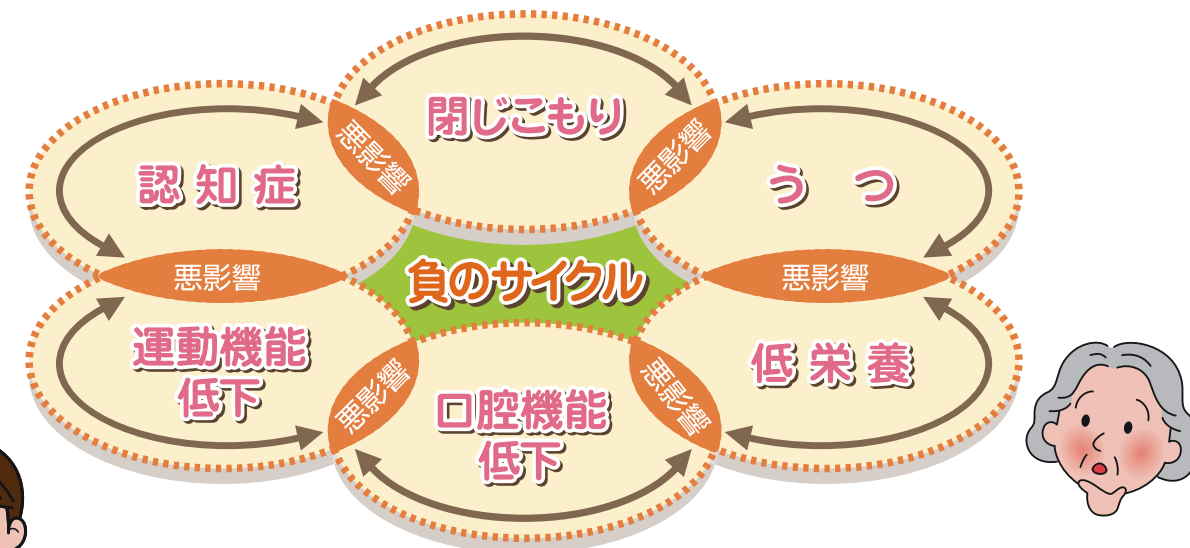 閉じこもり
悪影響
悪影響
認知症
うつ
負のサイクル
悪影響
悪影響
運動機能
低下
低栄養
悪影響
悪影響
口腔機能
低下